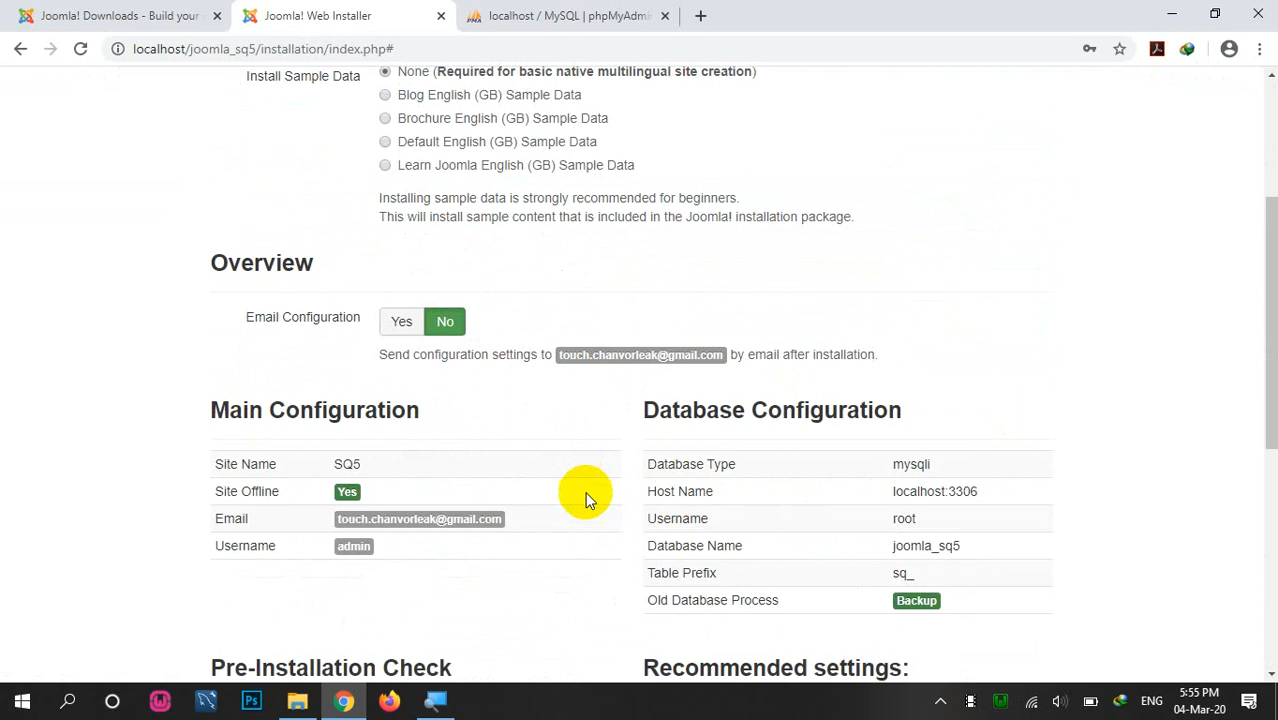 Joomla! Downloads - Build your
Joomla! Web Installer
localhost / MySQL | phpMyAdmin
localhost/joomla_sq5/installation/index.php#
Install Sample Data
None (Required for basic native multilingual site creation)
Blog English (GB) Sample Data
Brochure English (GB) Sample Data
Default English (GB) Sample Data
Learn Joomla English (GB) Sample Data
Installing sample data is strongly recommended for beginners.
This will install sample content that is included in the Joomla! installation package.
Overview
Email Configuration
Yes No
Send configuration settings to touch.chanvorleak@gmail.com by email after installation.
Main Configuration
Site Name SQ5
Site Offline Yes
Email touch.chanvorleak@gmail.com
Username admin
Database Configuration
Database Type mysqli
Host Name localhost:3306
Username root
Database Name joomla_sq5
Table Prefix sq_
Old Database Process Backup
Pre-Installation Check
Recommended settings:
Ps
ENG
5:55 PM
04-Mar-20